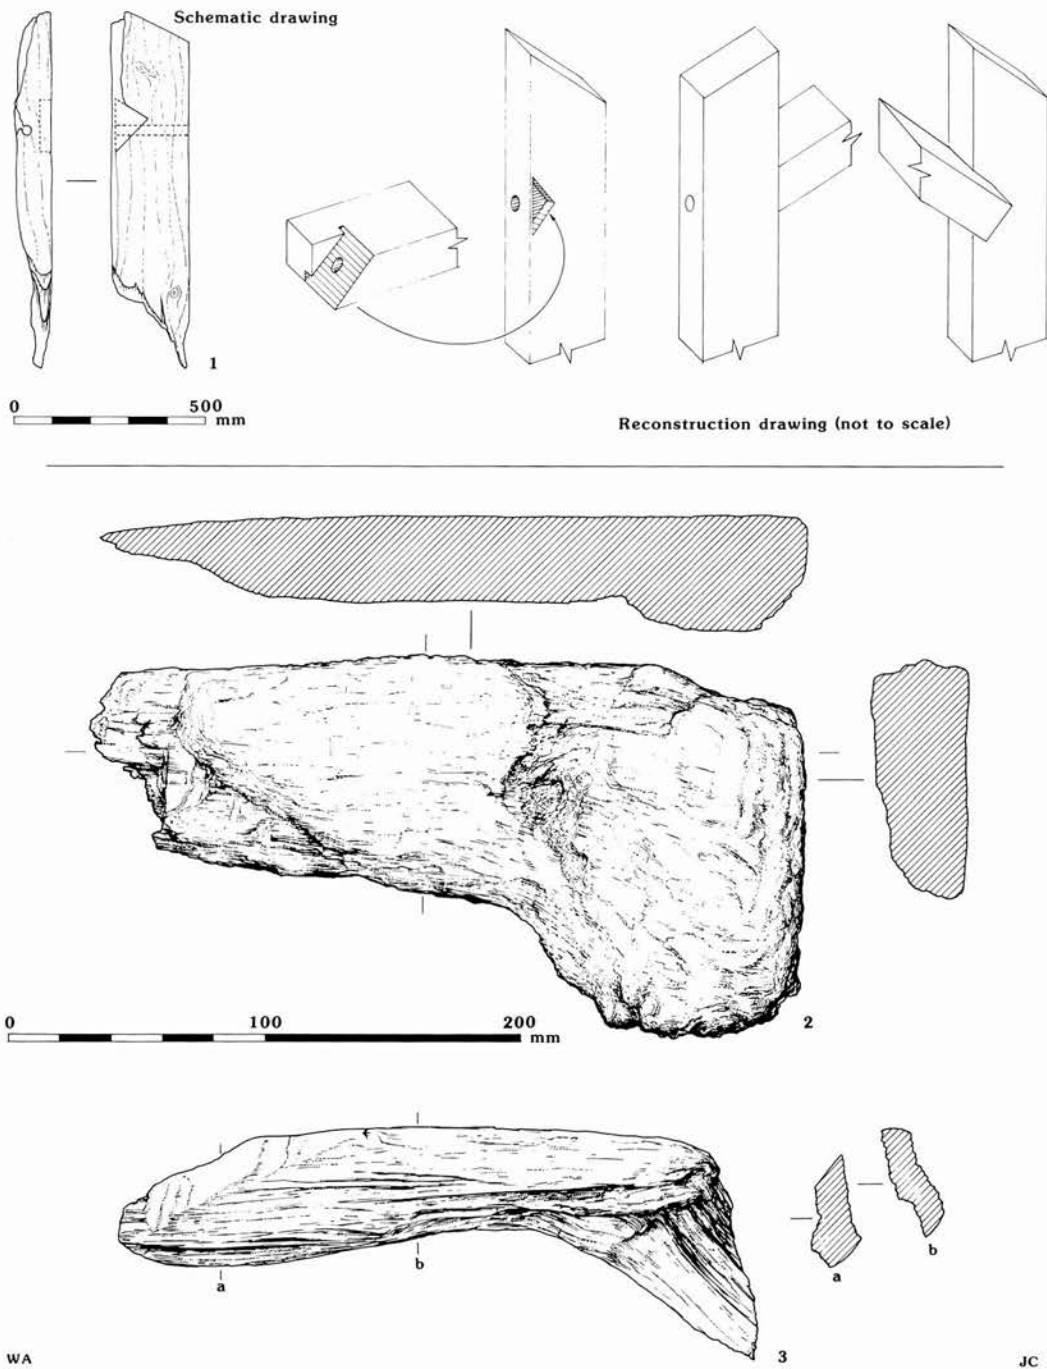 Schematic drawing
1
0 500
mm
Reconstruction drawing (not to scale)
0 100 200
mm
2
a
b
a
b
3
WA
JC